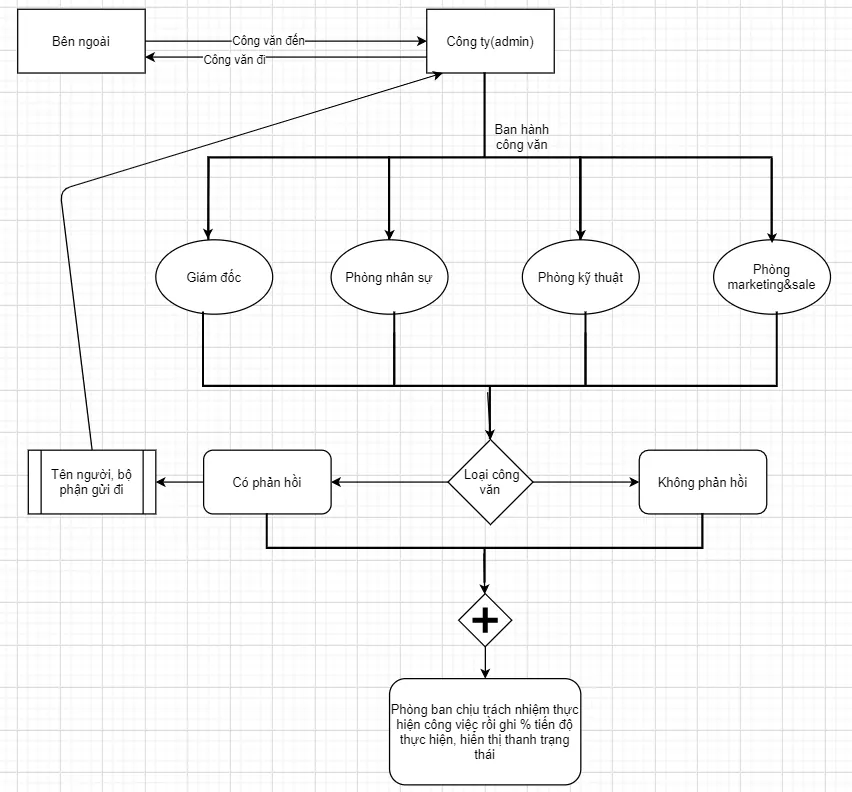 Bên ngoài
Công văn đến
Công văn đi
Công ty(admin)
Ban hành
công văn
Giám đốc
Phòng nhân sự
Phòng kỹ thuật
Phòng
marketing&sale
Tên người, bộ
phận gửi đi
Có phản hồi
Loại công
văn
Không phản hồi
Phòng ban chịu trách nhiệm thực
hiện công việc rồi ghi % tiến độ
thực hiện, hiển thị thanh trạng
thái